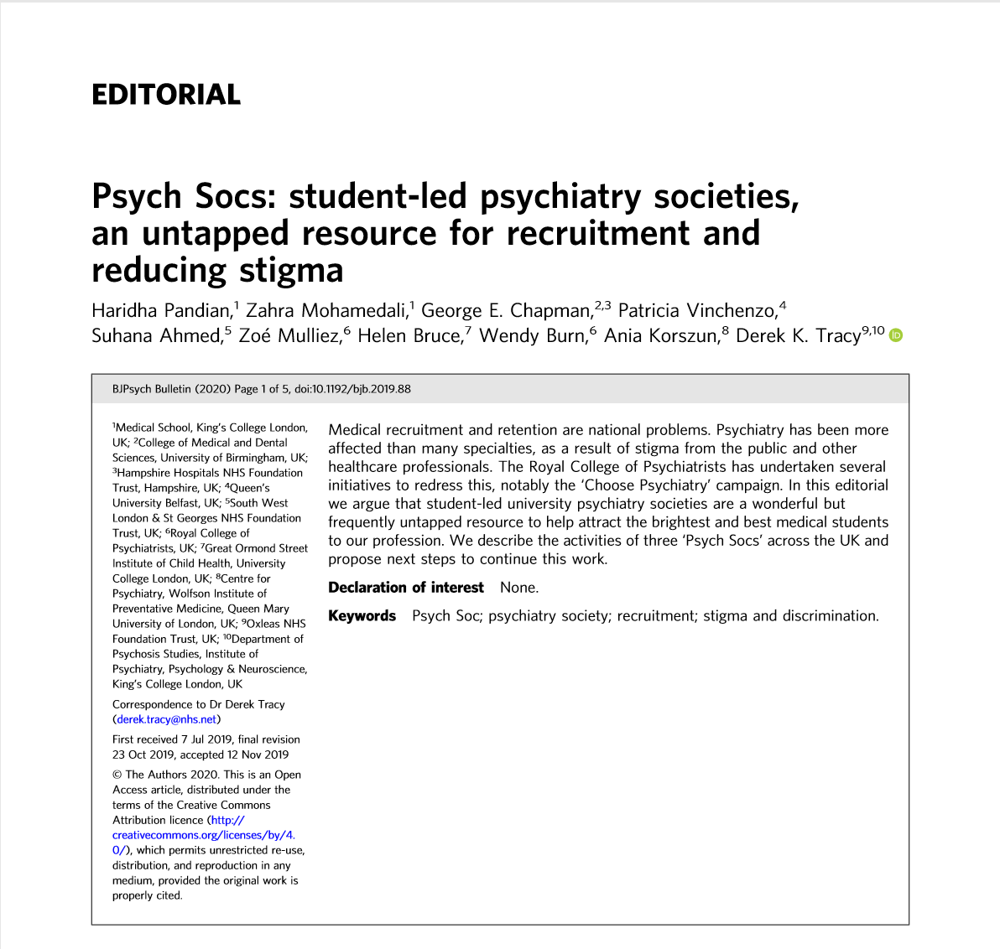 EDITORIAL
Psych Socs: student-led psychiatry societies,
an untapped resource for recruitment and
reducing stigma
Haridha Pandian,¹ Zahra Mohamedali,¹ George E. Chapman,²,³ Patricia Vinchenzo,⁴
Suhana Ahmed,⁵ Zoé Mulliez,⁶ Helen Bruce,⁷ Wendy Burn,⁶ Ania Korszun,⁸ Derek K. Tracy⁹,¹⁰ iD
BJPsych Bulletin (2020) Page 1 of 5, doi:10.1192/bjb.2019.88
¹Medical School, King's College London,
UK; ²College of Medical and Dental
Sciences, University of Birmingham, UK;
³Hampshire Hospitals NHS Foundation
Trust, Hampshire, UK; ⁴Queen's
University Belfast, UK; ⁵South West
London & St Georges NHS Foundation
Trust, UK; ⁶Royal College of
Psychiatrists, UK; ⁷Great Ormond Street
Institute of Child Health, University
College London, UK; ⁸Centre for
Psychiatry, Wolfson Institute of
Preventative Medicine, Queen Mary
University of London, UK; ⁹Oxleas NHS
Foundation Trust, UK; ¹⁰Department of
Psychosis Studies, Institute of
Psychiatry, Psychology & Neuroscience,
King's College London, UK
Correspondence to Dr Derek Tracy
(derek.tracy@nhs.net)
First received 7 Jul 2019, final revision
23 Oct 2019, accepted 12 Nov 2019
© The Authors 2020. This is an Open
Access article, distributed under the
terms of the Creative Commons
Attribution licence (http://
creativecommons.org/licenses/by/4.
0/), which permits unrestricted re-use,
distribution, and reproduction in any
medium, provided the original work is
properly cited.
Medical recruitment and retention are national problems. Psychiatry has been more
affected than many specialties, as a result of stigma from the public and other
healthcare professionals. The Royal College of Psychiatrists has undertaken several
initiatives to redress this, notably the 'Choose Psychiatry' campaign. In this editorial
we argue that student-led university psychiatry societies are a wonderful but
frequently untapped resource to help attract the brightest and best medical students
to our profession. We describe the activities of three 'Psych Socs' across the UK and
propose next steps to continue this work.
Declaration of interest None.
Keywords Psych Soc; psychiatry society; recruitment; stigma and discrimination.